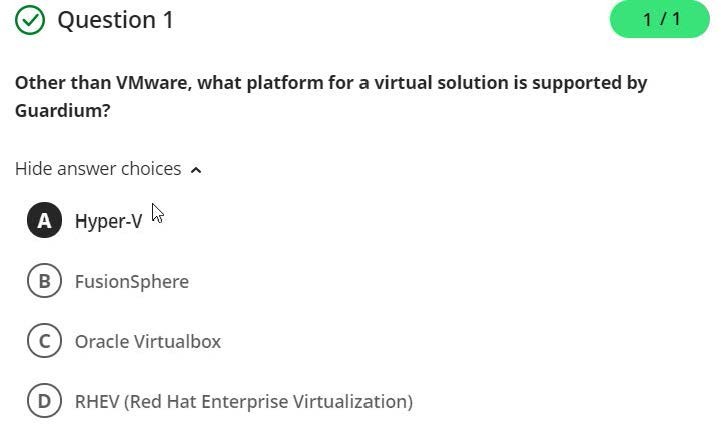 Question 1
1 / 1
Other than VMware, what platform for a virtual solution is supported by
Guardium?
Hide answer choices
A Hyper-V
B FusionSphere
C Oracle Virtualbox
D RHEV (Red Hat Enterprise Virtualization)